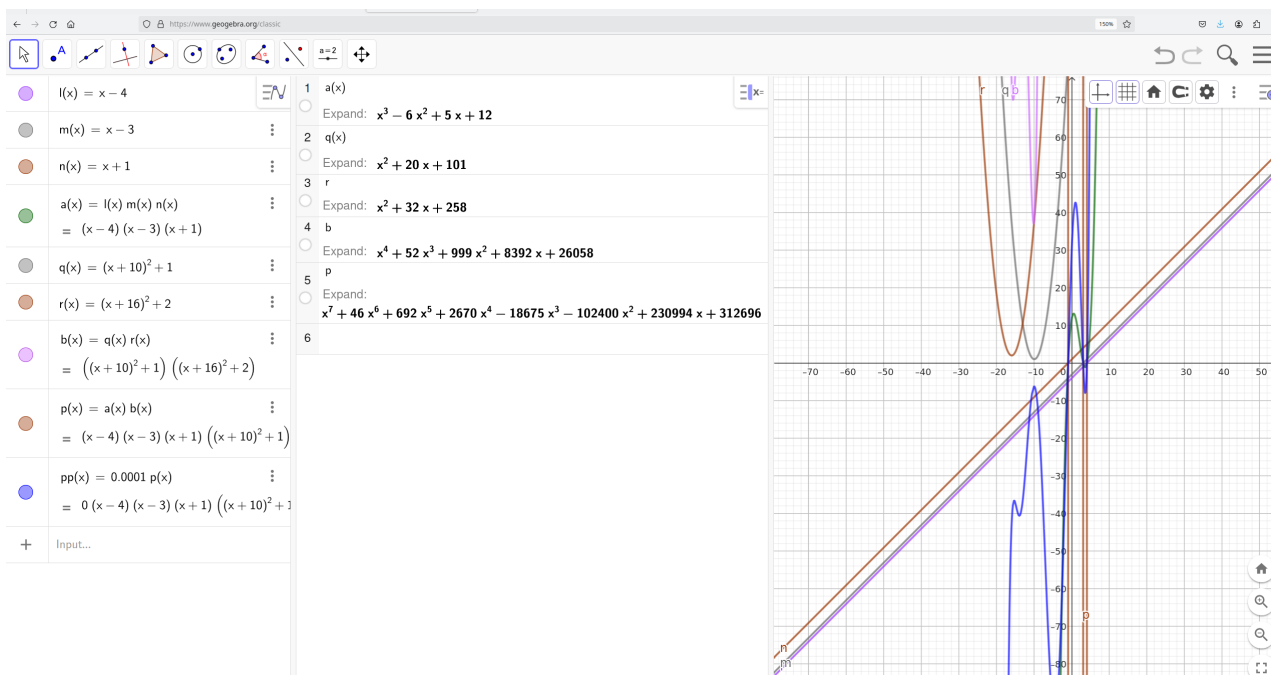 https://www.geogebra.org/classic
150%
A
a=2
l(x) = x − 4
m(x) = x − 3
n(x) = x + 1
a(x) = l(x) m(x) n(x)
= (x − 4) (x − 3) (x + 1)
q(x) = (x + 10)² + 1
r(x) = (x + 16)² + 2
b(x) = q(x) r(x)
= ((x + 10)² + 1) ((x + 16)² + 2)
p(x) = a(x) b(x)
= (x − 4) (x − 3) (x + 1) ((x + 10)² + 1)
pp(x) = 0.0001 p(x)
= 0 (x − 4) (x − 3) (x + 1) ((x + 10)² + 1
+ Input...
1 a(x)
Expand: x³ − 6 x² + 5 x + 12
2 q(x)
Expand: x² + 20 x + 101
3 r
Expand: x² + 32 x + 258
4 b
Expand: x⁴ + 52 x³ + 999 x² + 8392 x + 26058
5 p
Expand:
x⁷ + 46 x⁶ + 692 x⁵ + 2670 x⁴ − 18675 x³ − 102400 x² + 230994 x + 312696
6
x=
r q b
70
60
50
40
30
20
10
−70 −60 −50 −40 −30 −20 −10 0 10 20 30 40 50
−10
−20
−30
−40
−50
−60
−70
−80
p
n
m